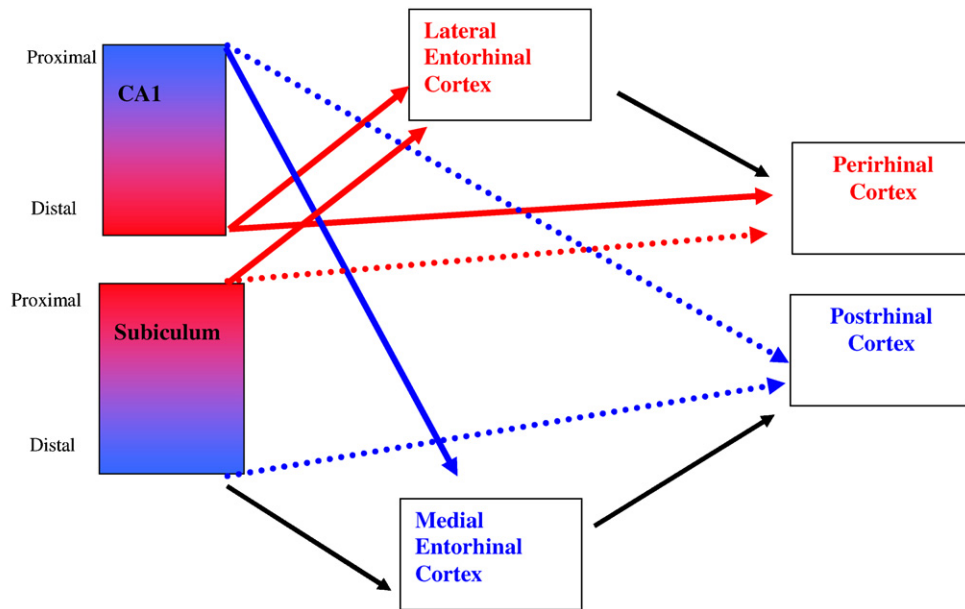 Proximal
CA1
Distal
Proximal
Subiculum
Distal
Lateral
Entorhinal
Cortex
Perirhinal
Cortex
Postrhinal
Cortex
Medial
Entorhinal
Cortex